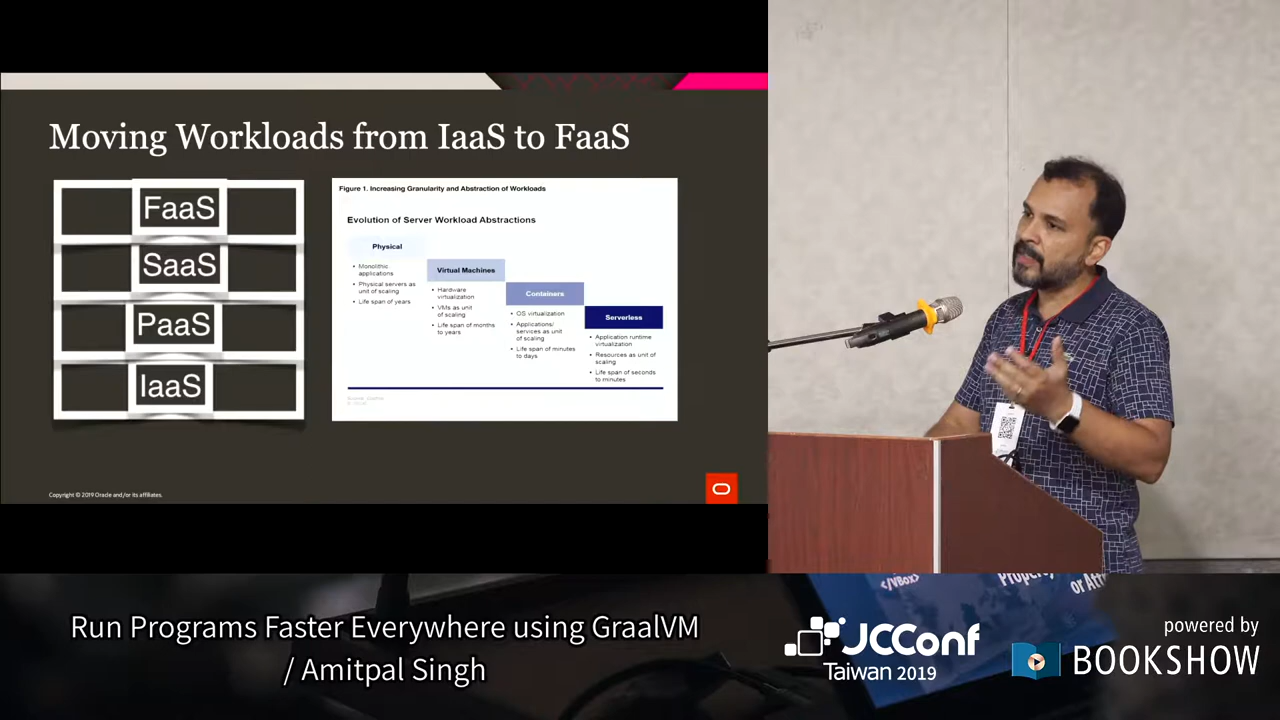 Moving Workloads from IaaS to FaaS
FaaS
SaaS
PaaS
IaaS
Figure 1. Increasing Granularity and Abstraction of Workloads
Evolution of Server Workload Abstractions
Physical
• Monolithic
applications
• Physical servers as
unit of scaling
• Life span of years
Virtual Machines
• Hardware
virtualization
• VMs as unit
of scaling
• Life span of months
to years
Containers
• OS virtualization
• Applications/
services as unit
of scaling
• Life span of minutes
to days
Serverless
• Application runtime
virtualization
• Resources as unit of
scaling
• Life span of seconds
to minutes
Copyright © 2019 Oracle and/or its affiliates.
</VBox>
Run Programs Faster Everywhere using GraalVM
/ Amitpal Singh
JCConf
Taiwan 2019
powered by
BOOKSHOW